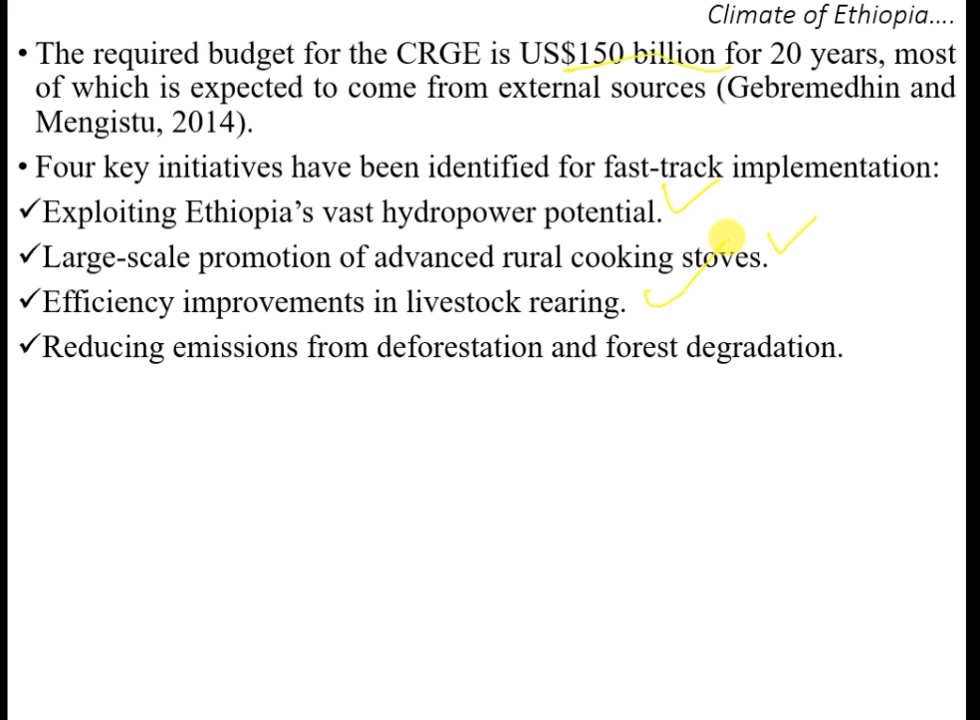 Climate of Ethiopia....
• The required budget for the CRGE is US$150 billion for 20 years, most
of which is expected to come from external sources (Gebremedhin and
Mengistu, 2014).
• Four key initiatives have been identified for fast-track implementation:
✓Exploiting Ethiopia’s vast hydropower potential.
✓Large-scale promotion of advanced rural cooking stoves.
✓Efficiency improvements in livestock rearing.
✓Reducing emissions from deforestation and forest degradation.